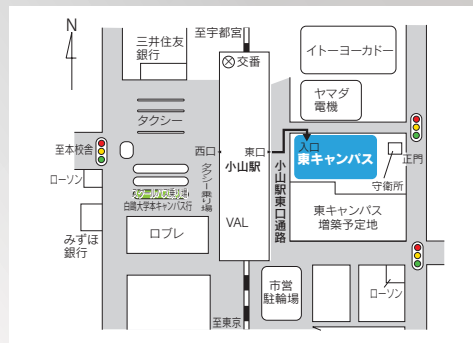 N
三井住友
銀行
至宇都宮
交番
イトーヨーカドー
ヤマダ
電機
タクシー
至本校舎
西口
東口
小山駅
入口
東キャンパス
正門
守衛所
ローソン
タクシー乗り場
白鷗大学本キャンパス行
小山駅東口通路
東キャンパス
増築予定地
みずほ
銀行
ロブレ
VAL
市営
駐輪場
ローソン
至東京